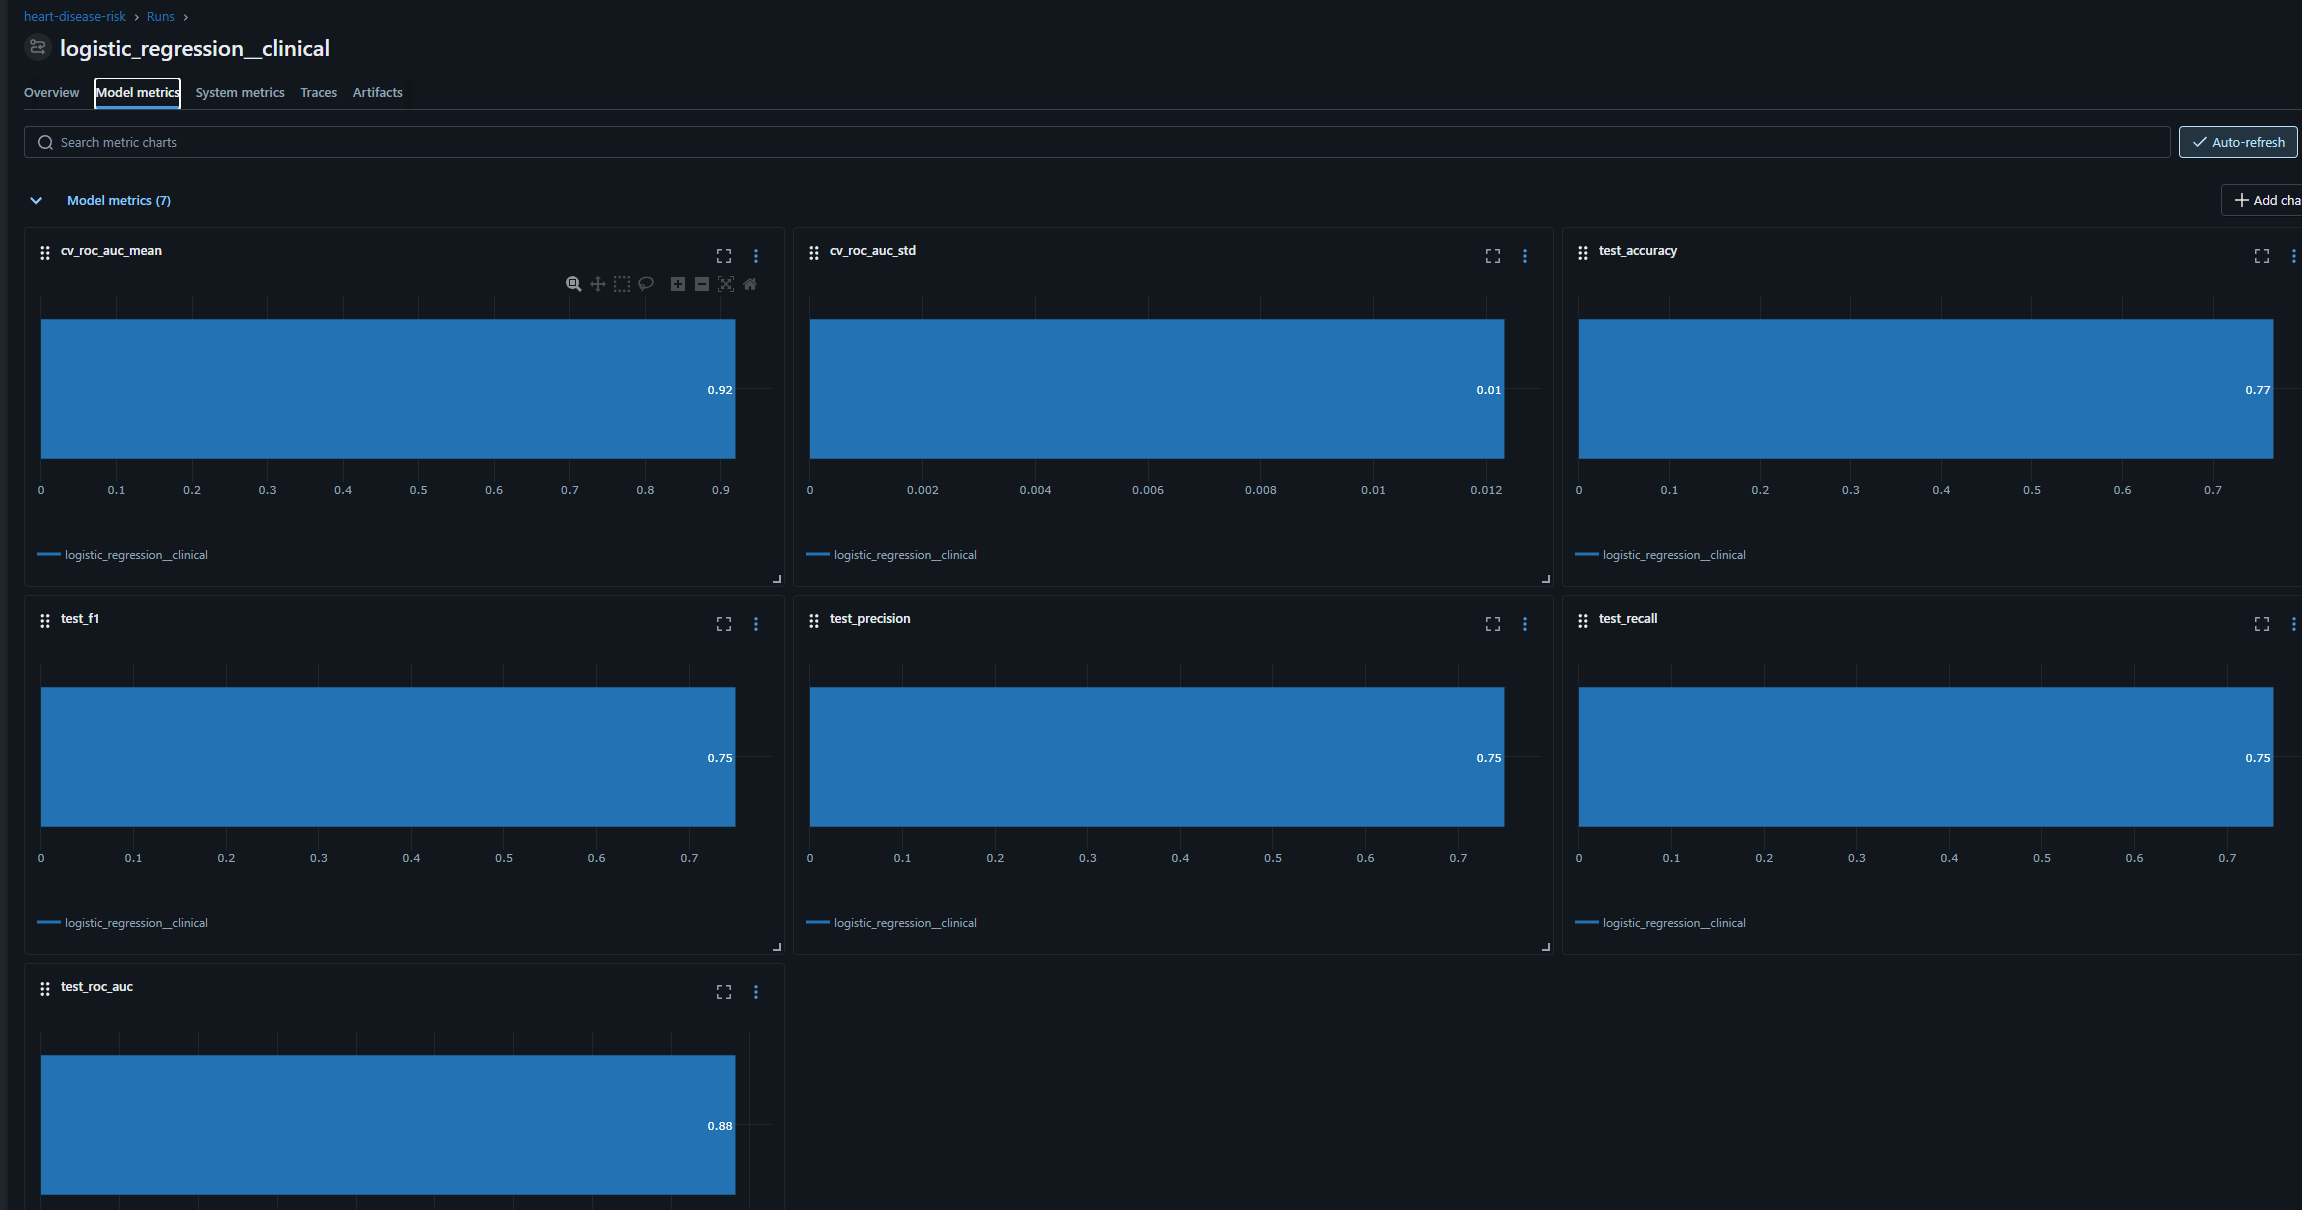 heart-disease-risk > Runs >
logistic_regression__clinical
Overview Model metrics System metrics Traces Artifacts
Search metric charts
Auto-refresh
Model metrics (7)
Add cha
cv_roc_auc_mean
0.92
0 0.1 0.2 0.3 0.4 0.5 0.6 0.7 0.8 0.9
logistic_regression__clinical
cv_roc_auc_std
0.01
0 0.002 0.004 0.006 0.008 0.01 0.012
logistic_regression__clinical
test_accuracy
0.77
0 0.1 0.2 0.3 0.4 0.5 0.6 0.7
logistic_regression__clinical
test_f1
0.75
0 0.1 0.2 0.3 0.4 0.5 0.6 0.7
logistic_regression__clinical
test_precision
0.75
0 0.1 0.2 0.3 0.4 0.5 0.6 0.7
logistic_regression__clinical
test_recall
0.75
0 0.1 0.2 0.3 0.4 0.5 0.6 0.7
logistic_regression__clinical
test_roc_auc
0.88